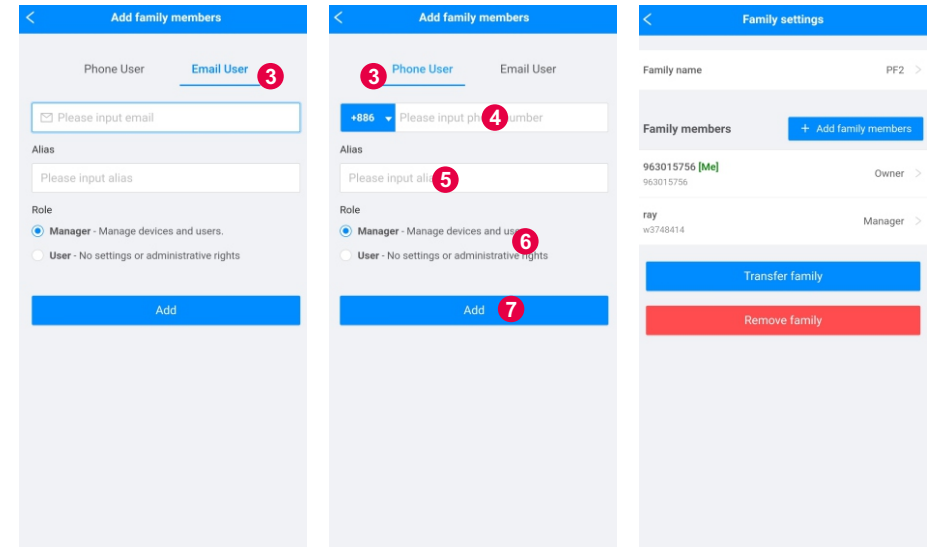 Add family members
Phone User Email User 3
Please input email
Alias
Please input alias
Role
Manager - Manage devices and users.
User - No settings or administrative rights
Add
Add family members
3 Phone User Email User
+886 Please input 4
Alias
Please input 5
Role
Manager - Manage devices and 6
User - No settings or administrative rights
Add 7
Family settings
Family name PF2
Family members + Add family members
963015756 [Me]
963015756 Owner
ray
w3748414 Manager
Transfer family
Remove family